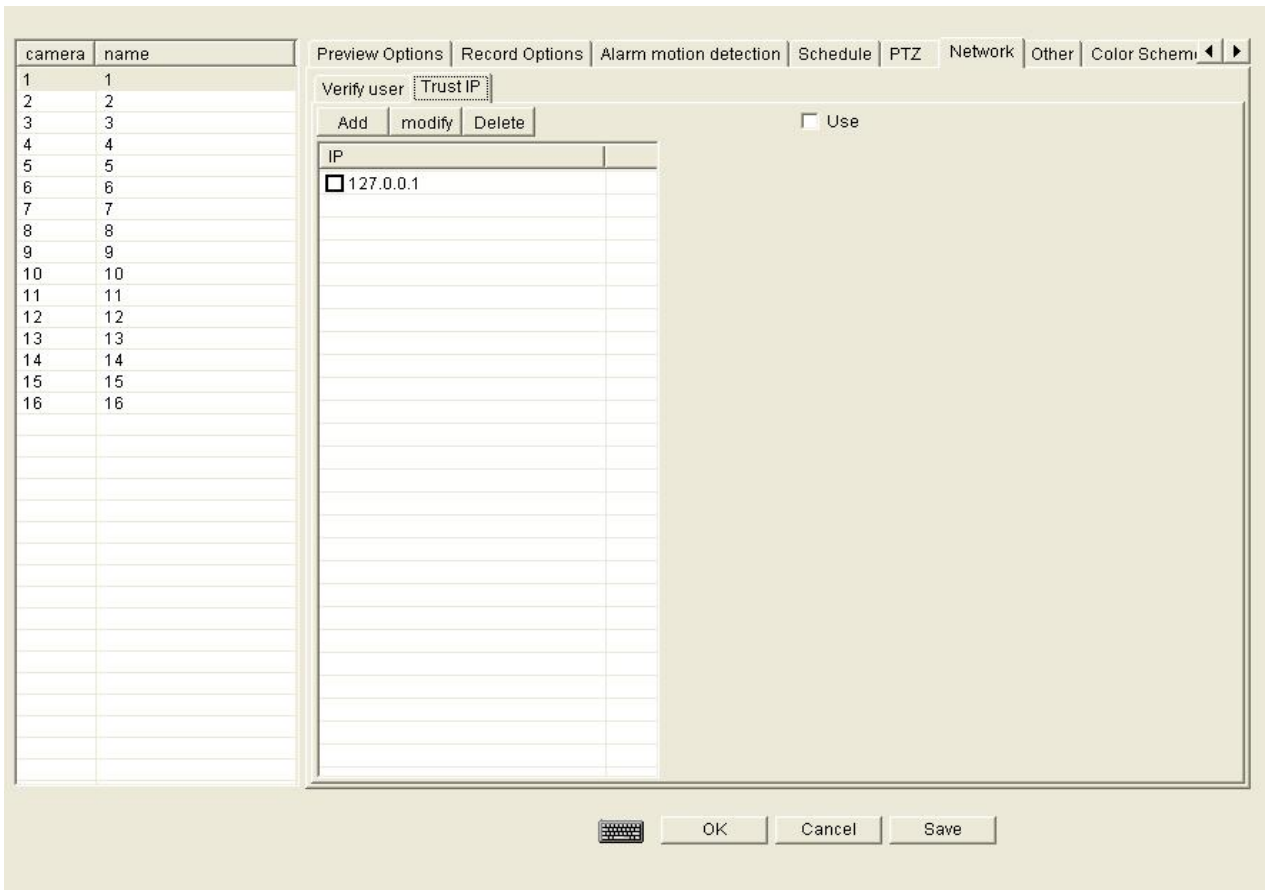 camera name
1 1
2 2
3 3
4 4
5 5
6 6
7 7
8 8
9 9
10 10
11 11
12 12
13 13
14 14
15 15
16 16
Preview Options Record Options Alarm motion detection Schedule PTZ Network Other Color Schem
Verify user Trust IP
Add modify Delete Use
IP
127.0.0.1
OK Cancel Save